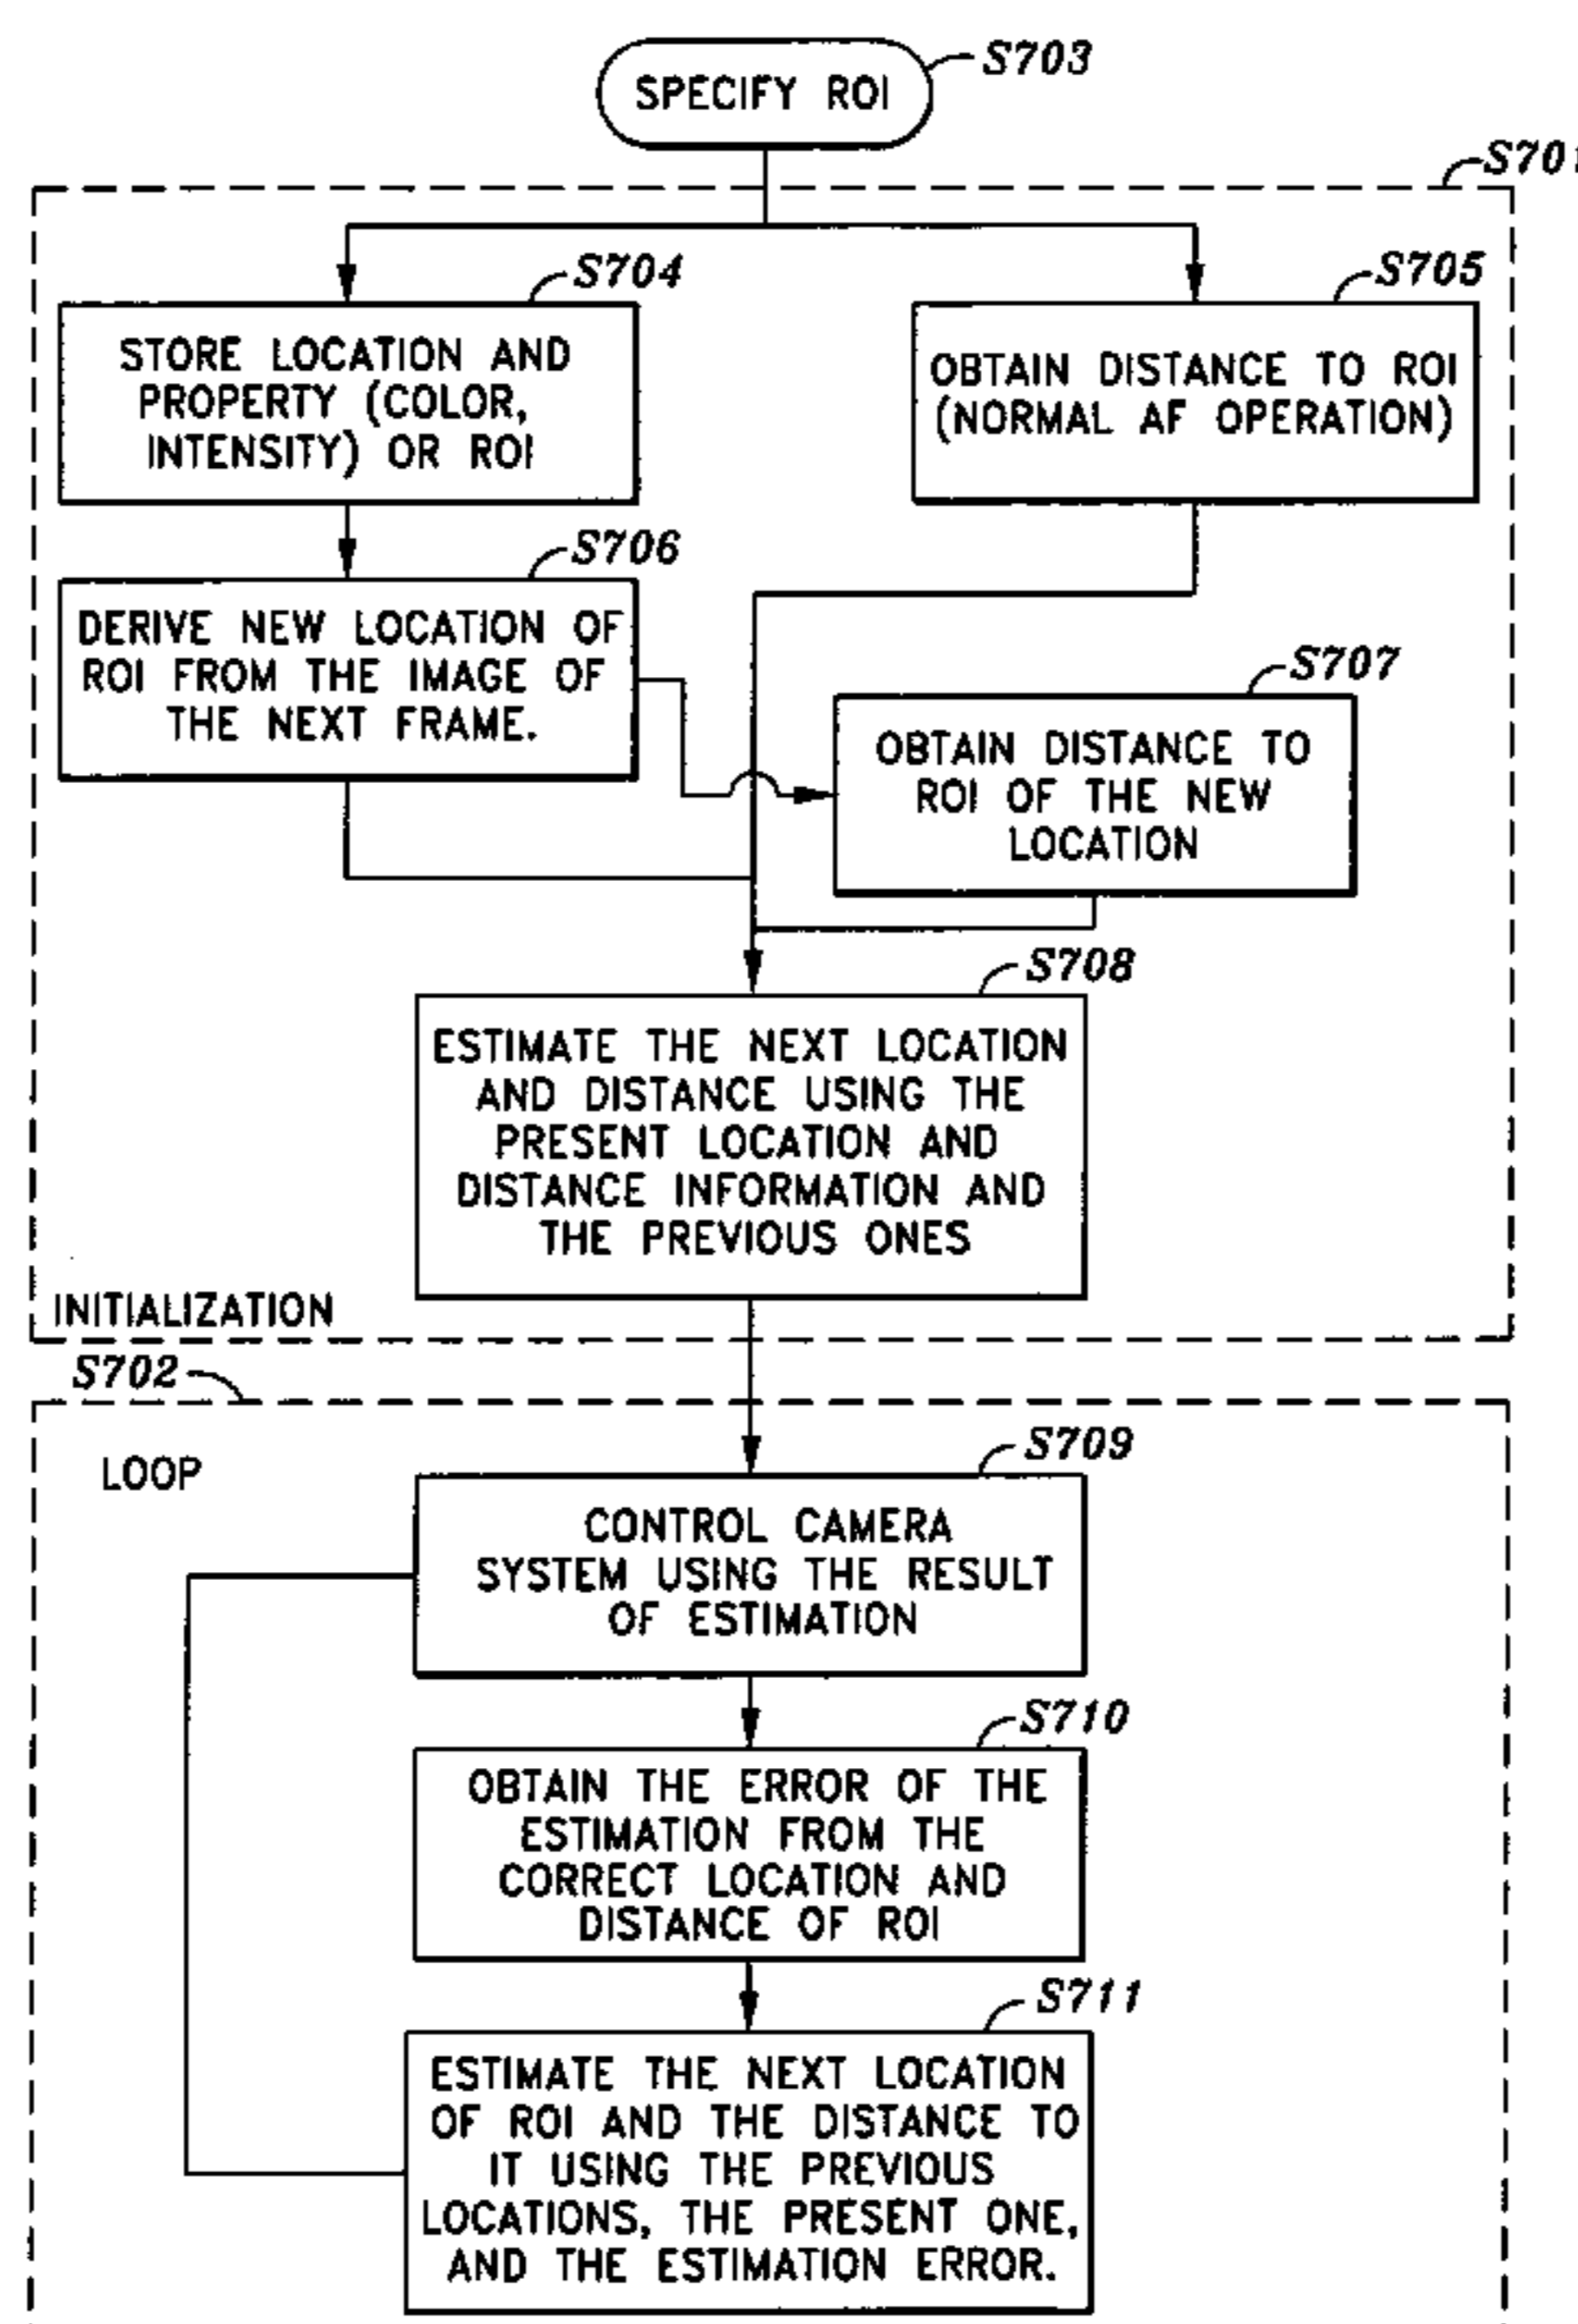 SPECIFY ROI
S703
S701
S704
STORE LOCATION AND
PROPERTY (COLOR,
INTENSITY) OR ROI
S705
OBTAIN DISTANCE TO ROI
(NORMAL AF OPERATION)
S706
DERIVE NEW LOCATION OF
ROI FROM THE IMAGE OF
THE NEXT FRAME.
S707
OBTAIN DISTANCE TO
ROI OF THE NEW
LOCATION
S708
ESTIMATE THE NEXT LOCATION
AND DISTANCE USING THE
PRESENT LOCATION AND
DISTANCE INFORMATION AND
THE PREVIOUS ONES
INITIALIZATION
S702
LOOP
S709
CONTROL CAMERA
SYSTEM USING THE RESULT
OF ESTIMATION
S710
OBTAIN THE ERROR OF THE
ESTIMATION FROM THE
CORRECT LOCATION AND
DISTANCE OF ROI
S711
ESTIMATE THE NEXT LOCATION
OF ROI AND THE DISTANCE TO
IT USING THE PREVIOUS
LOCATIONS, THE PRESENT ONE,
AND THE ESTIMATION ERROR.